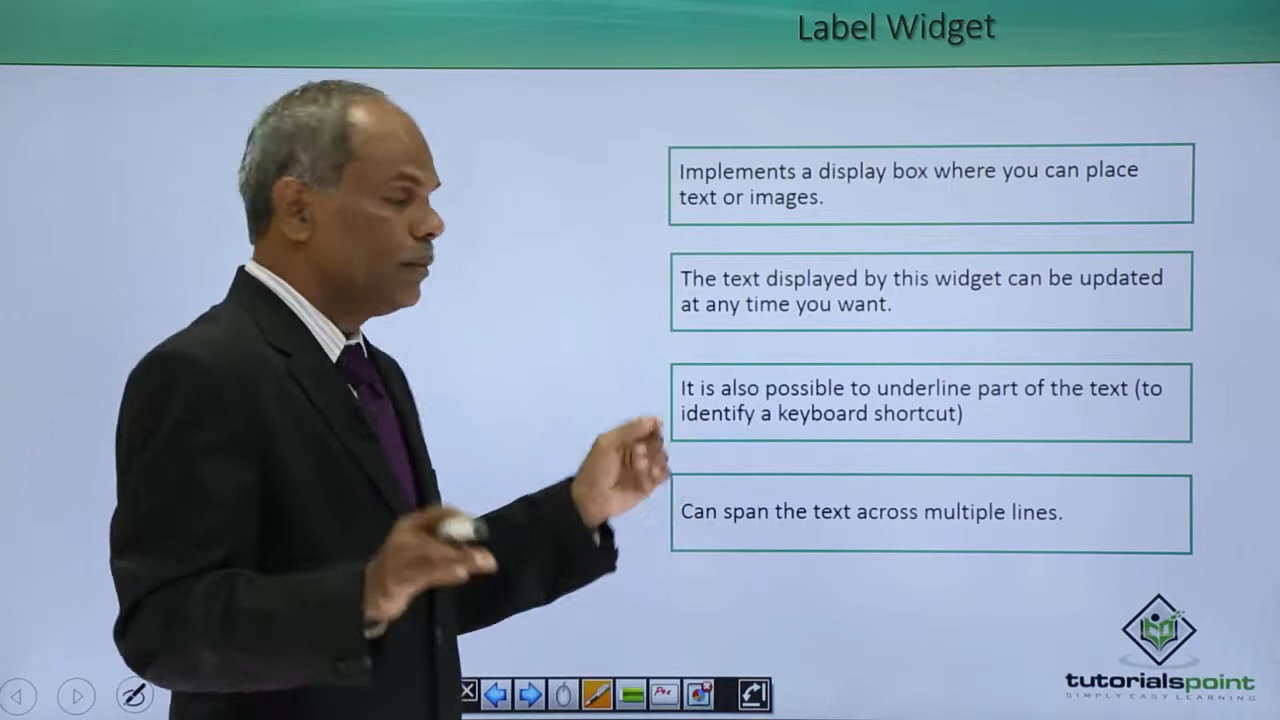 Label Widget
Implements a display box where you can place
text or images.
The text displayed by this widget can be updated
at any time you want.
It is also possible to underline part of the text (to
identify a keyboard shortcut)
Can span the text across multiple lines.
tutorialspoint
SIMPLY EASY LEARNING
Pen